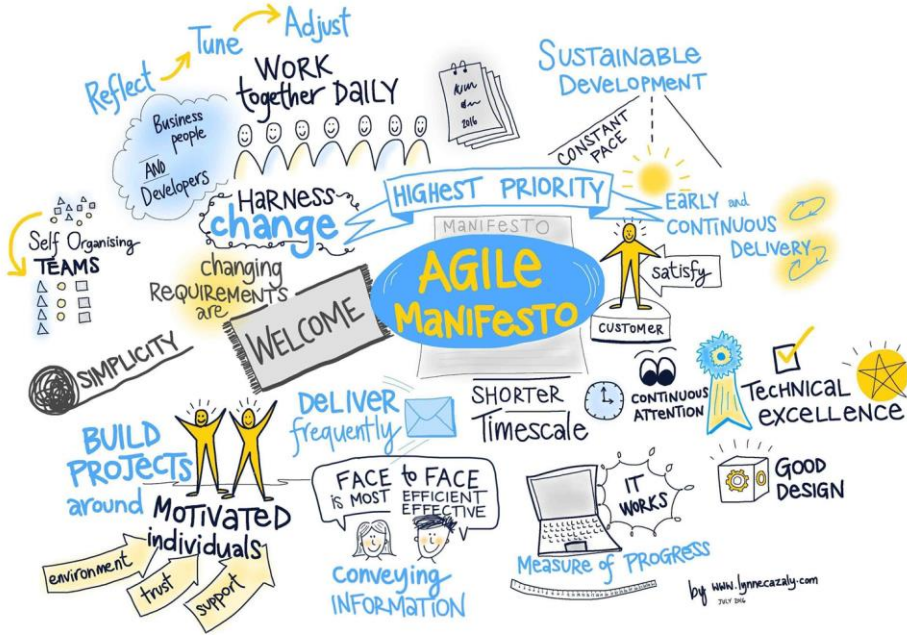 Reflect
Tune
Adjust
WORK
together DAILY
Business
people
AND
Developers
2016
SUSTAINABLE
DEVELOPMENT
CONSTANT
PACE
HARNESS
change
HIGHEST PRIORITY
EARLY and
CONTINUOUS
DELIVERY
MANIFESTO
AGILE
MANIFESTO
satisfy
CUSTOMER
Self Organising
TEAMS
changing
REQUIREMENTS
are
WELCOME
SIMPLICITY
DELIVER
frequently
SHORTER
Timescale
CONTINUOUS
ATTENTION
TECHNICAL
EXCELLENCE
BUILD
PROJECTS
around
MOTIVATED
individuals
environment
trust
support
FACE to FACE
is MOST EFFICIENT
EFFECTIVE
Conveying
INFORMATION
IT
WORKS
Measure of PROGRESS
GOOD
DESIGN
by www.lynnecazaly.com
JULY 2016